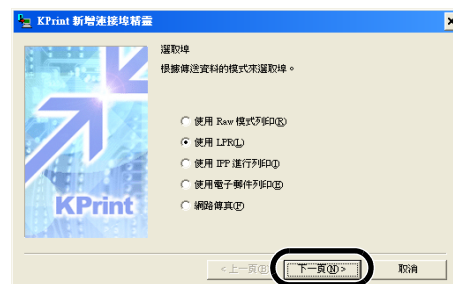 KPrint 新增連接埠精靈
選取埠
根據傳送資料的模式來選取埠。
使用 Raw 模式列印(R)
使用 LPR(L)
使用 IPP 進行列印(I)
使用電子郵件列印(E)
網路傳真(F)
KPrint
<上一頁(B) 下一頁(N)> 取消